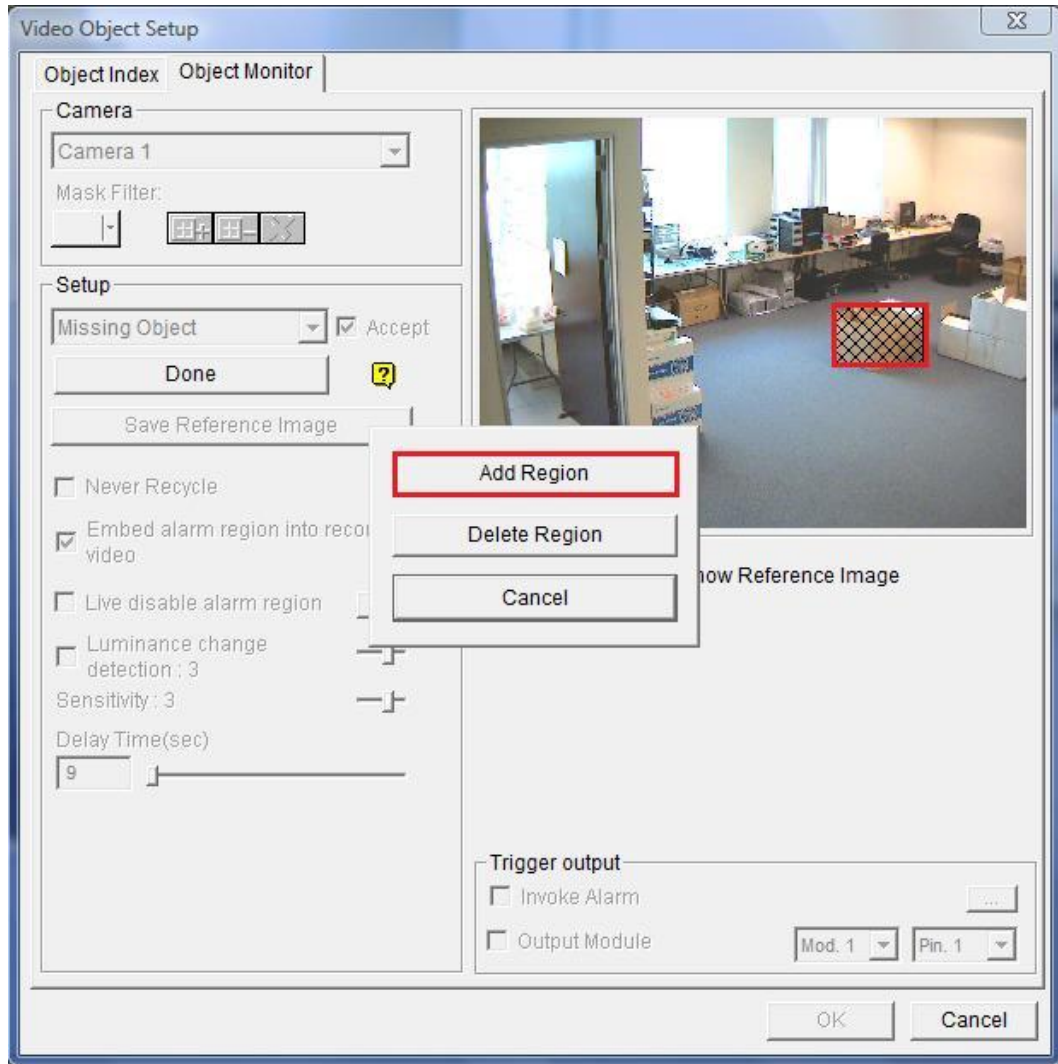 Video Object Setup
Object Index
Object Monitor
Camera
Camera 1
Mask Filter:
Setup
Missing Object
Accept
Done
?
Save Reference Image
Add Region
Never Recycle
Delete Region
Embed alarm region into reco
video
Cancel
how Reference Image
Live disable alarm region
Luminance change
detection : 3
Sensitivity : 3
Delay Time(sec)
9
Trigger output
Invoke Alarm
...
Output Module
Mod. 1
Pin. 1
OK
Cancel